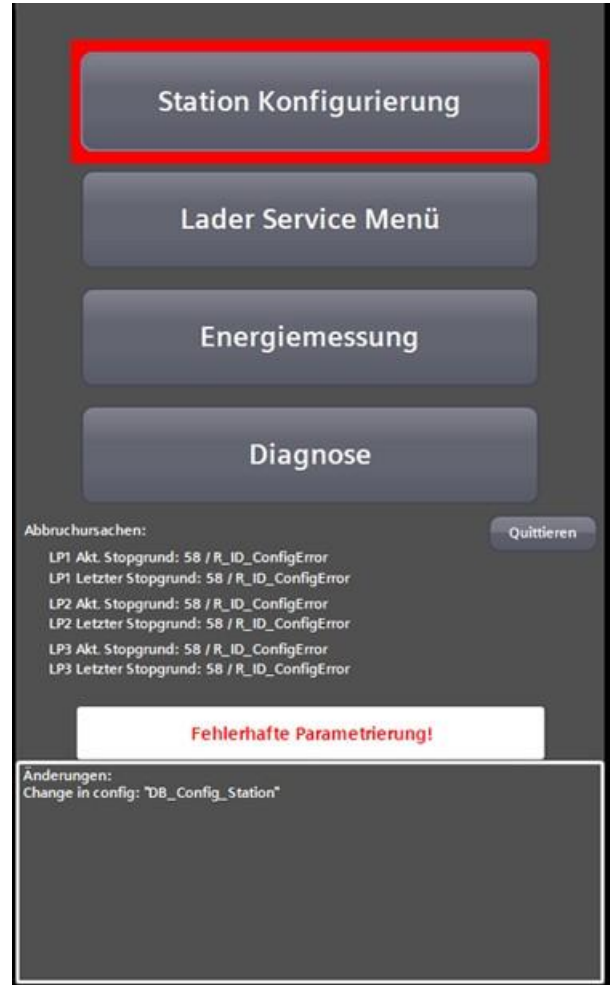 Station Konfigurierung
Lader Service Menü
Energiemessung
Diagnose
Abbruchursachen:
Quittieren
LP1 Akt. Stopgrund: 58 / R_ID_ConfigError
LP1 Letzter Stopgrund: 58 / R_ID_ConfigError
LP2 Akt. Stopgrund: 58 / R_ID_ConfigError
LP2 Letzter Stopgrund: 58 / R_ID_ConfigError
LP3 Akt. Stopgrund: 58 / R_ID_ConfigError
LP3 Letzter Stopgrund: 58 / R_ID_ConfigError
Fehlerhafte Parametrierung!
Änderungen:
Change in config: "DB_Config_Station"